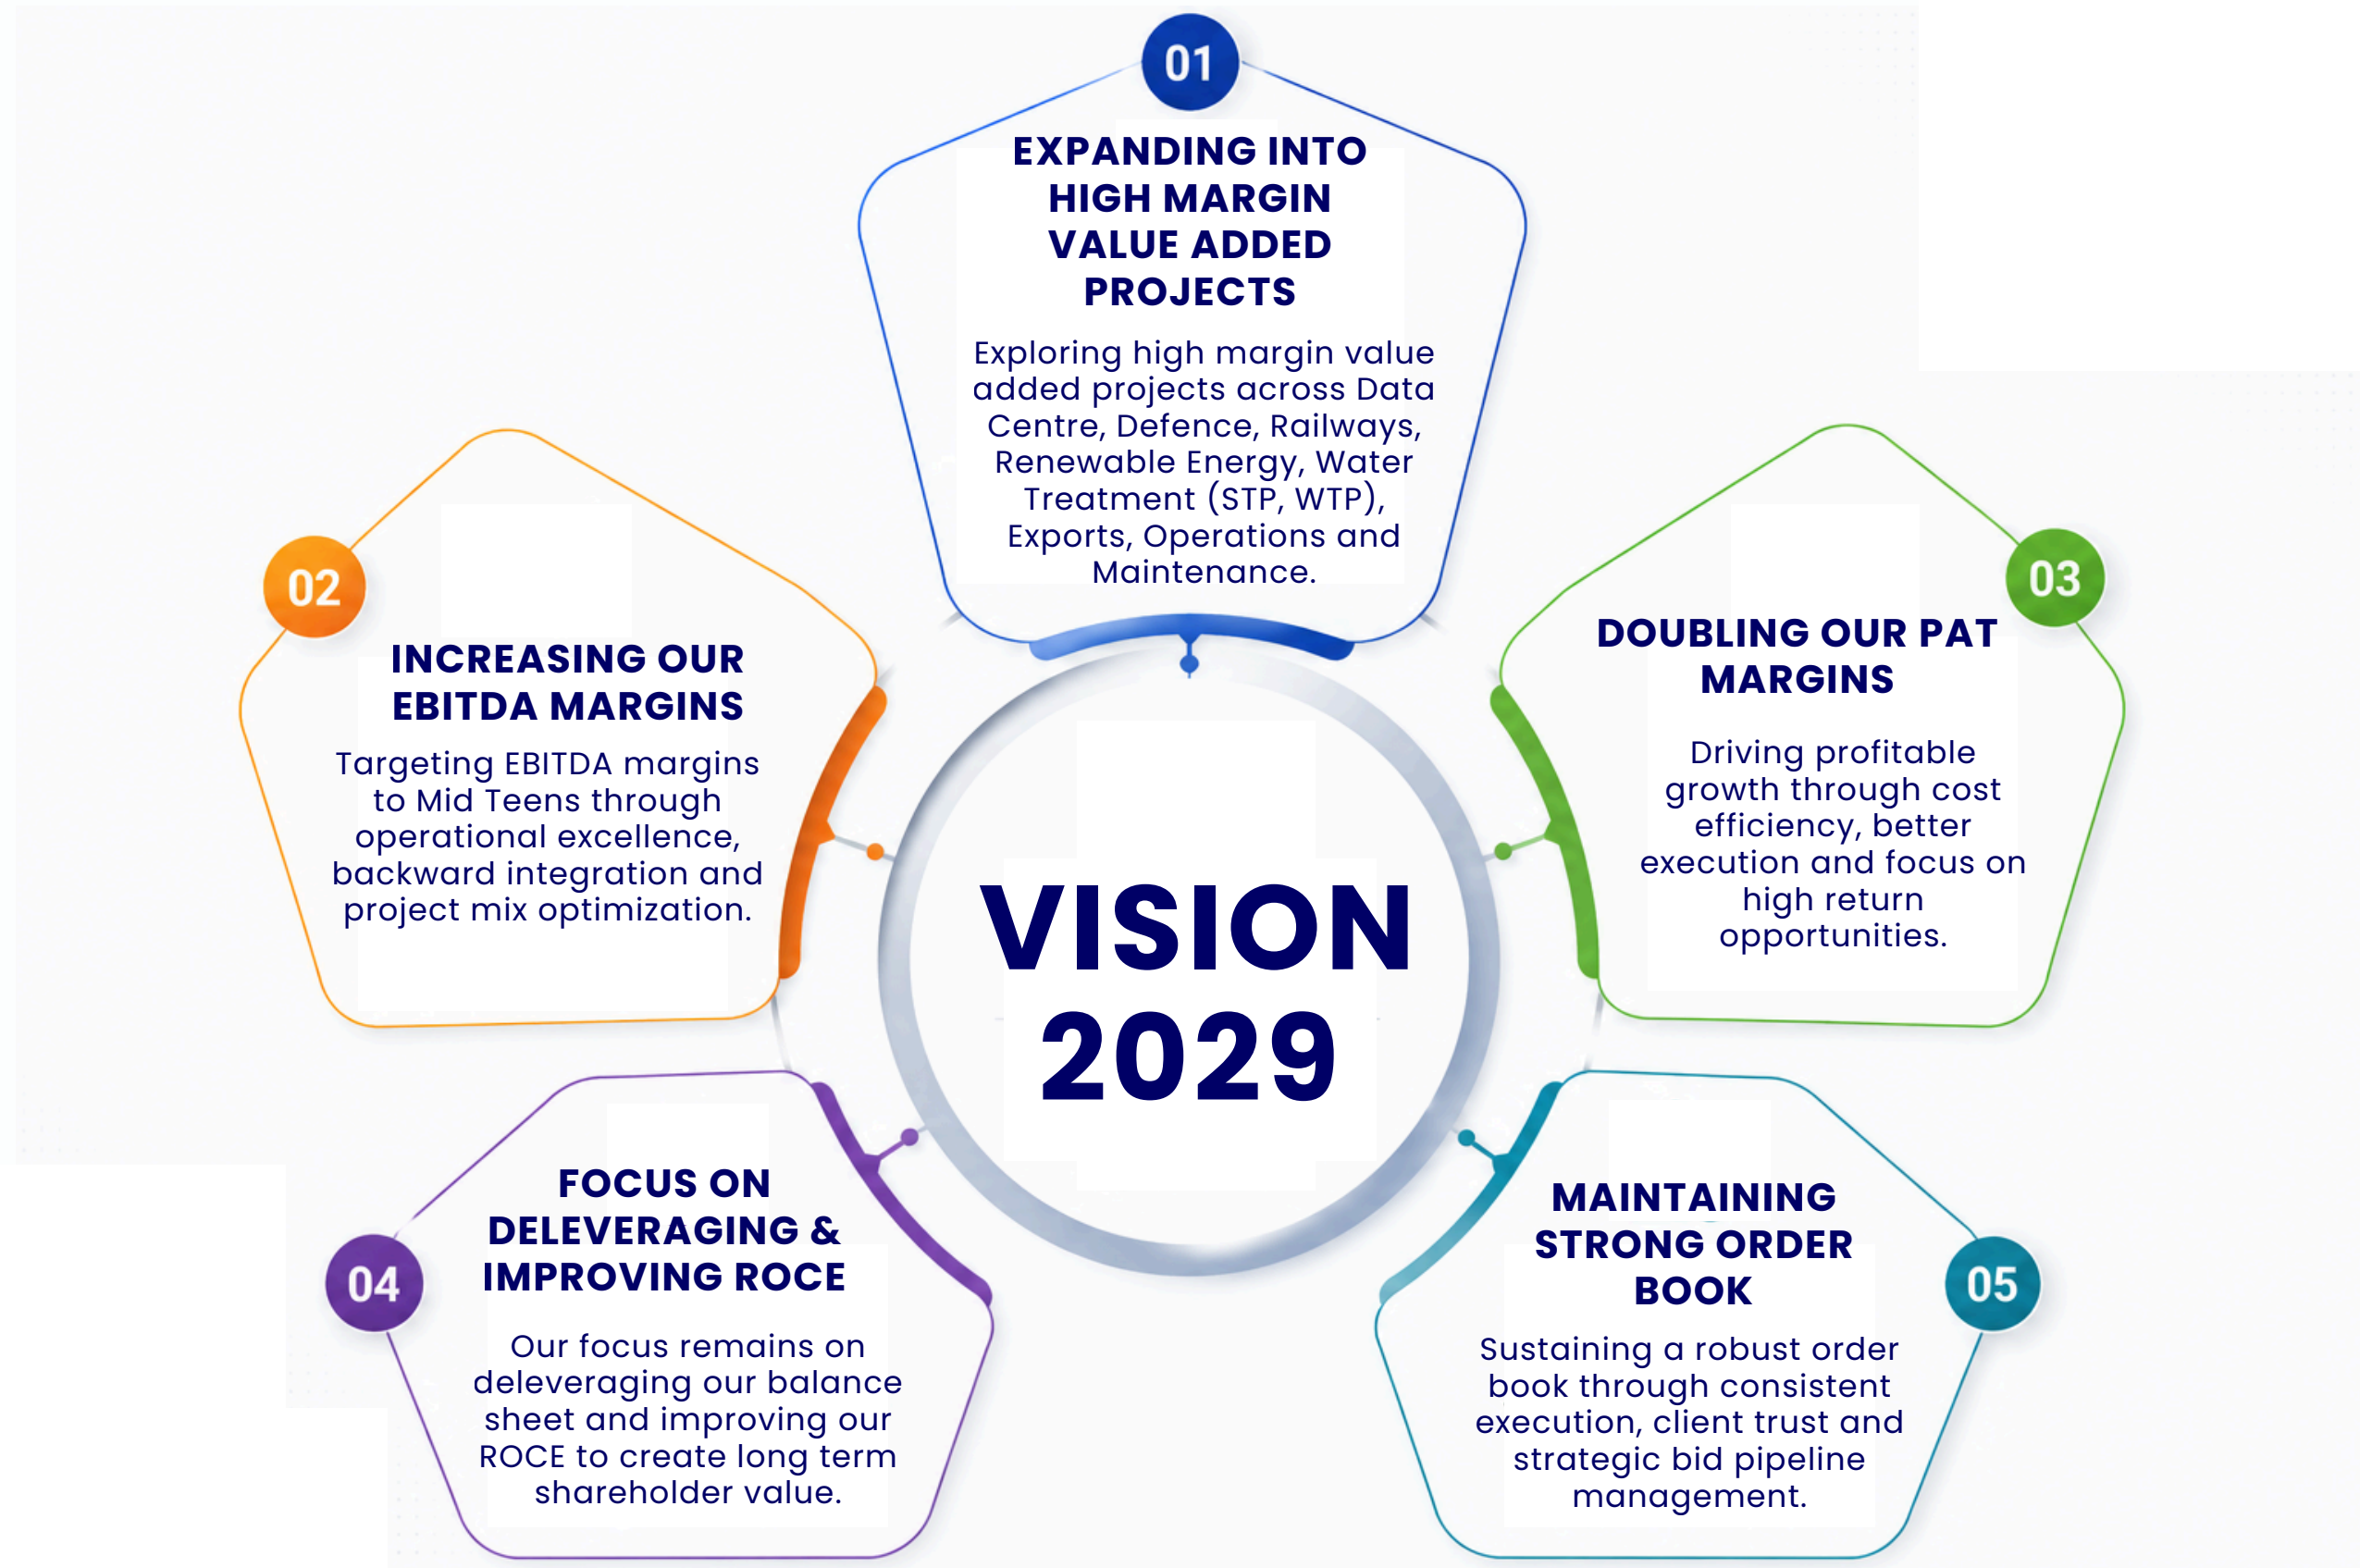 01
EXPANDING INTO
HIGH MARGIN
VALUE ADDED
PROJECTS
Exploring high margin value
added projects across Data
Centre, Defence, Railways,
Renewable Energy, Water
Treatment (STP, WTP),
Exports, Operations and
Maintenance.
02
INCREASING OUR
EBITDA MARGINS
Targeting EBITDA margins
to Mid Teens through
operational excellence,
backward integration and
project mix optimization.
03
DOUBLING OUR PAT
MARGINS
Driving profitable
growth through cost
efficiency, better
execution and focus on
high return
opportunities.
VISION
2029
04
FOCUS ON
DELEVERAGING &
IMPROVING ROCE
Our focus remains on
deleveraging our balance
sheet and improving our
ROCE to create long term
shareholder value.
05
MAINTAINING
STRONG ORDER
BOOK
Sustaining a robust order
book through consistent
execution, client trust and
strategic bid pipeline
management.